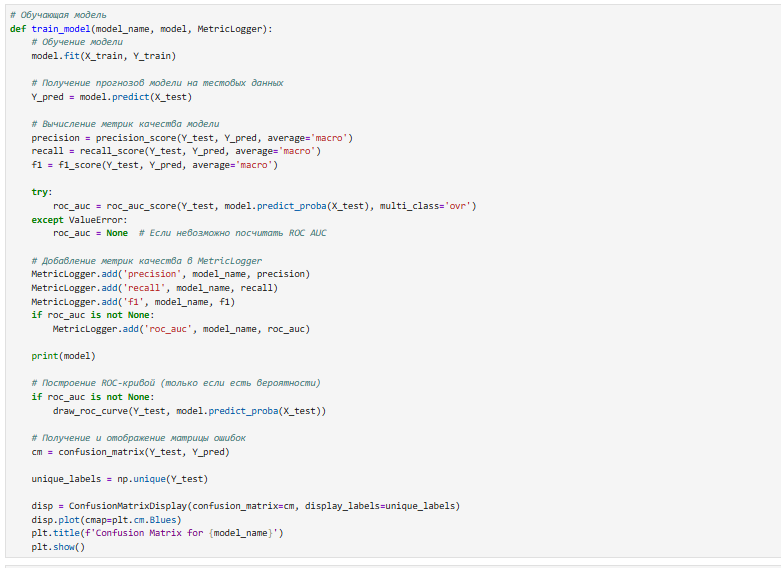 # Обучающая модель
def train_model(model_name, model, MetricLogger):
    # Обучение модели
    model.fit(X_train, Y_train)

    # Получение прогнозов модели на тестовых данных
    Y_pred = model.predict(X_test)

    # Вычисление метрик качества модели
    precision = precision_score(Y_test, Y_pred, average='macro')
    recall = recall_score(Y_test, Y_pred, average='macro')
    f1 = f1_score(Y_test, Y_pred, average='macro')

    try:
        roc_auc = roc_auc_score(Y_test, model.predict_proba(X_test), multi_class='ovr')
    except ValueError:
        roc_auc = None  # Если невозможно посчитать ROC AUC

    # Добавление метрик качества в MetricLogger
    MetricLogger.add('precision', model_name, precision)
    MetricLogger.add('recall', model_name, recall)
    MetricLogger.add('f1', model_name, f1)
    if roc_auc is not None:
        MetricLogger.add('roc_auc', model_name, roc_auc)

    print(model)

    # Построение ROC-кривой (только если есть вероятности)
    if roc_auc is not None:
        draw_roc_curve(Y_test, model.predict_proba(X_test))

    # Получение и отображение матрицы ошибок
    cm = confusion_matrix(Y_test, Y_pred)

    unique_labels = np.unique(Y_test)

    disp = ConfusionMatrixDisplay(confusion_matrix=cm, display_labels=unique_labels)
    disp.plot(cmap=plt.cm.Blues)
    plt.title(f'Confusion Matrix for {model_name}')
    plt.show()